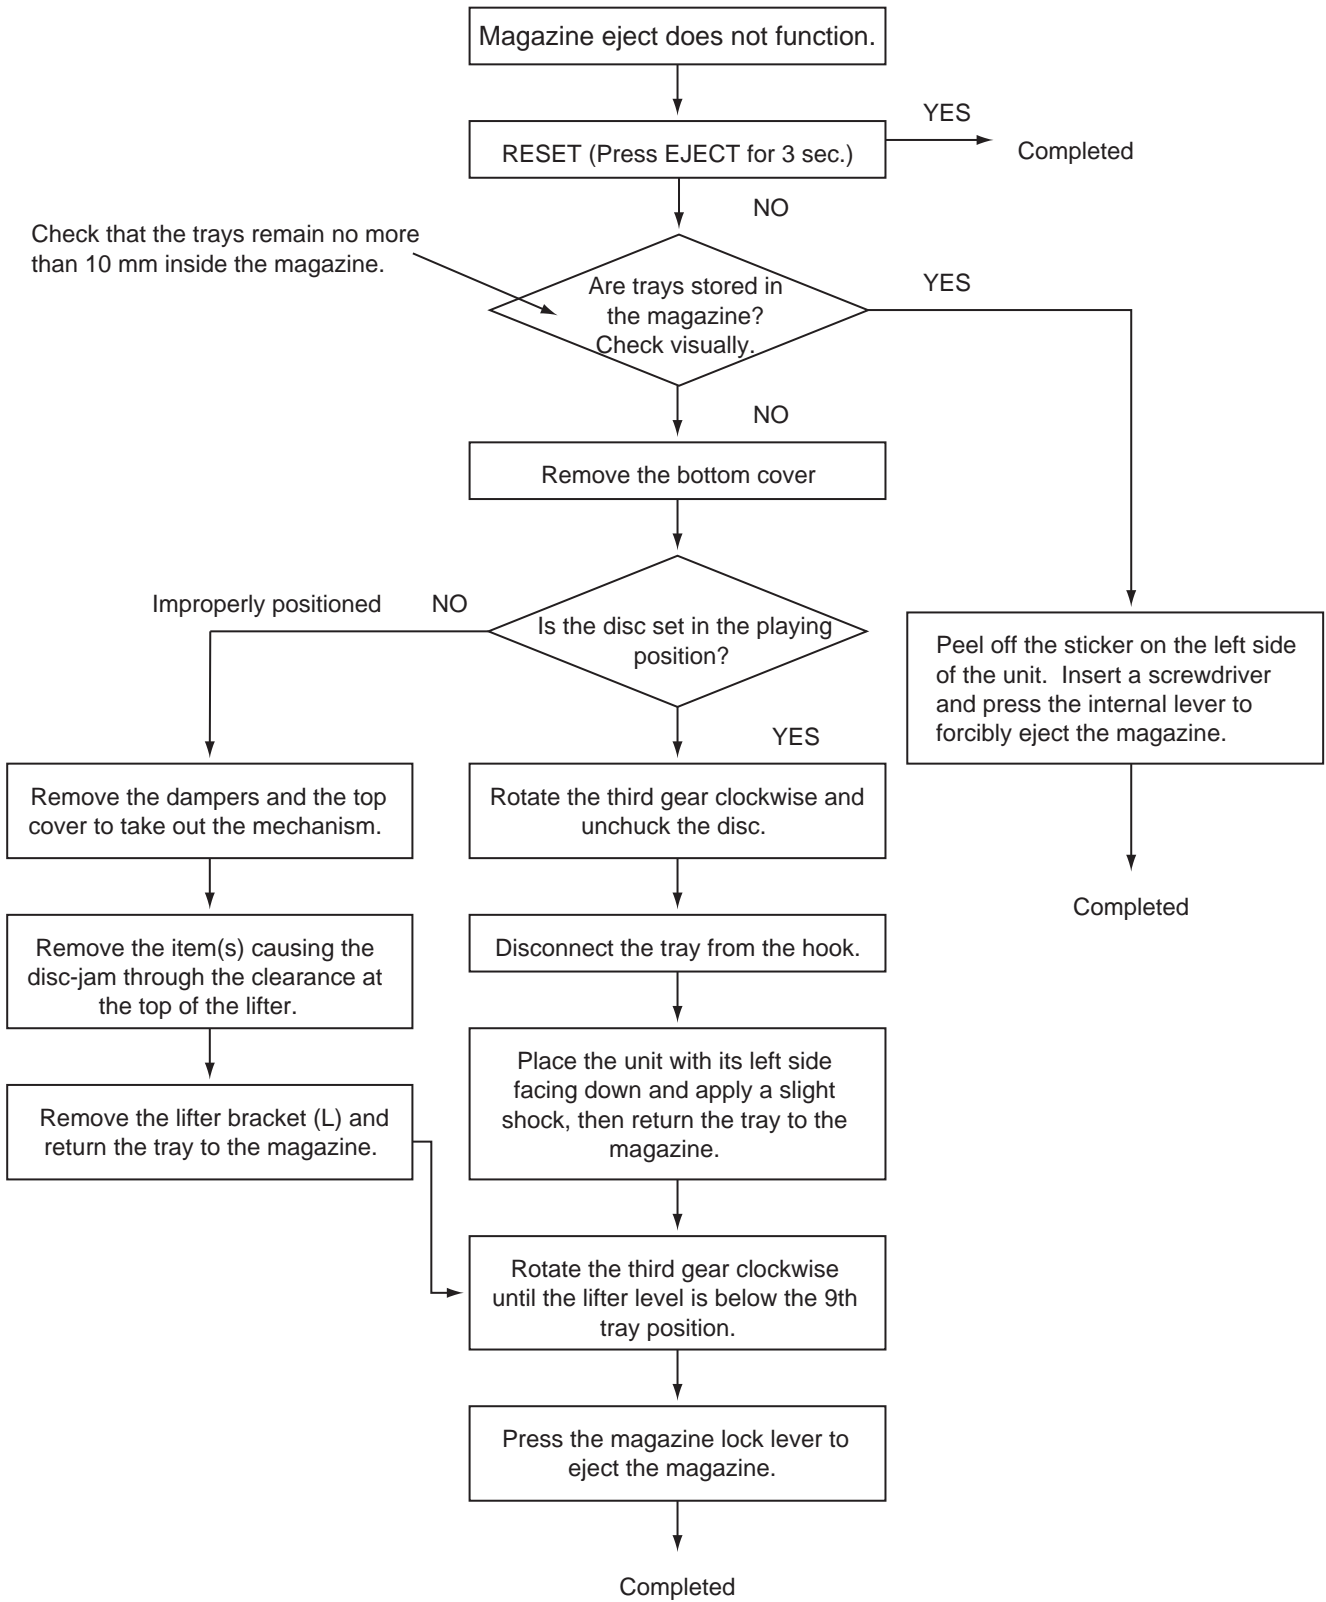 Magazine eject does not function.
YES
RESET (Press EJECT for 3 sec.)
Completed
NO
Check that the trays remain no more
than 10 mm inside the magazine.
Are trays stored in
the magazine?
Check visually.
YES
NO
Remove the bottom cover
Improperly positioned
NO
Is the disc set in the playing
position?
YES
Peel off the sticker on the left side
of the unit.  Insert a screwdriver
and press the internal lever to
forcibly eject the magazine.
Completed
Remove the dampers and the top
cover to take out the mechanism.
Rotate the third gear clockwise and
unchuck the disc.
Remove the item(s) causing the
disc-jam through the clearance at
the top of the lifter.
Disconnect the tray from the hook.
Remove the lifter bracket (L) and
return the tray to the magazine.
Place the unit with its left side
facing down and apply a slight
shock, then return the tray to the
magazine.
Rotate the third gear clockwise
until the lifter level is below the 9th
tray position.
Press the magazine lock lever to
eject the magazine.
Completed